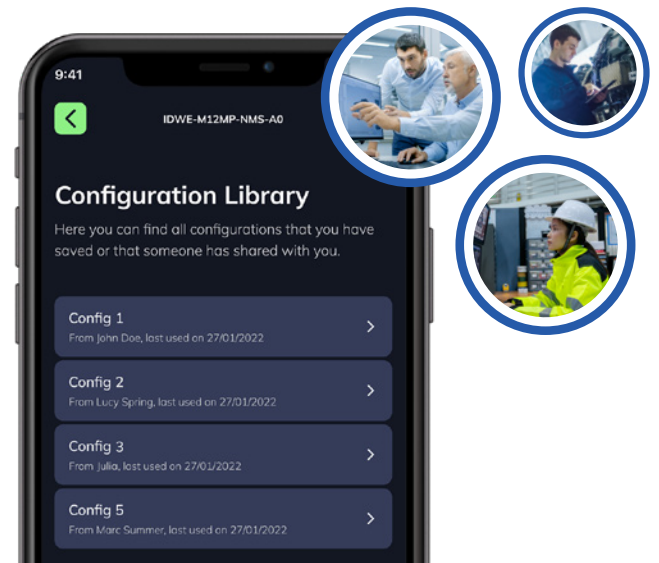 9:41
IDWE-M12MP-NMS-A0
Configuration Library
Here you can find all configurations that you have
saved or that someone has shared with you.
Config 1
From John Doe, last used on 27/01/2022
Config 2
From Lucy Spring, last used on 27/01/2022
Config 3
From Julia, last used on 27/01/2022
Config 5
From Marc Summer, last used on 27/01/2022